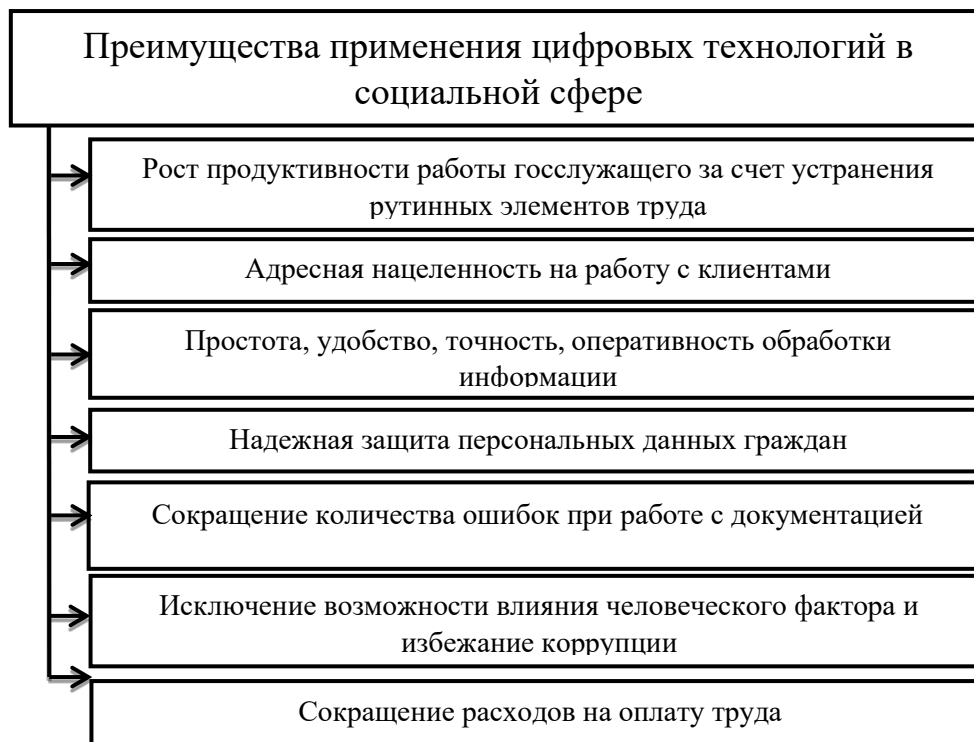 Преимущества применения цифровых технологий в
социальной сфере
Рост продуктивности работы госслужащего за счет устранения
рутинных элементов труда
Адресная нацеленность на работу с клиентами
Простота, удобство, точность, оперативность обработки
информации
Надежная защита персональных данных граждан
Сокращение количества ошибок при работе с документацией
Исключение возможности влияния человеческого фактора и
избежание коррупции
Сокращение расходов на оплату труда